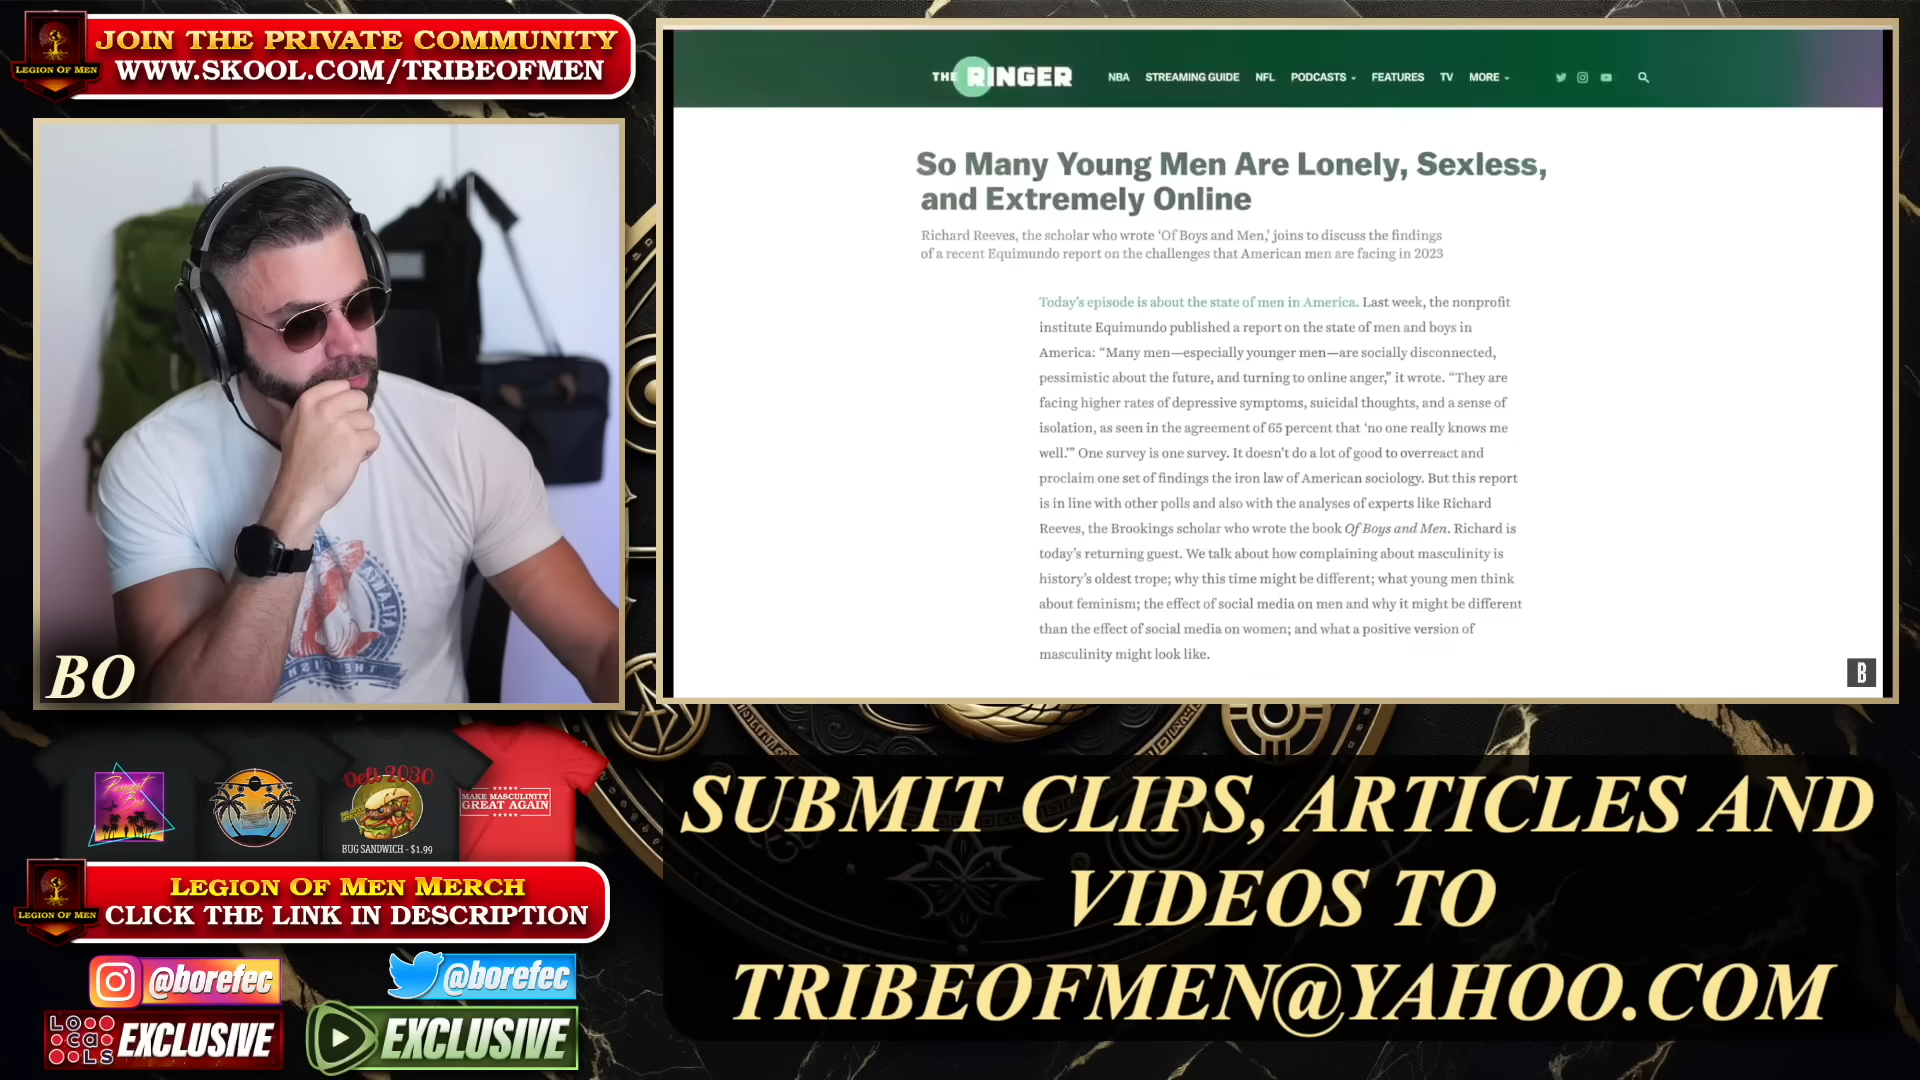 JOIN THE PRIVATE COMMUNITY
WWW.SKOOL.COM/TRIBEOFMEN
LEGION OF MEN
BO
THE RINGER
NBA STREAMING GUIDE NFL PODCASTS FEATURES TV MORE
So Many Young Men Are Lonely, Sexless,
and Extremely Online
Richard Reeves, the scholar who wrote ‘Of Boys and Men,’ joins to discuss the findings
of a recent Equimundo report on the challenges that American men are facing in 2023
Today’s episode is about the state of men in America. Last week, the nonprofit
institute Equimundo published a report on the state of men and boys in
America: “Many men—especially younger men—are socially disconnected,
pessimistic about the future, and turning to online anger,” it wrote. “They are
facing higher rates of depressive symptoms, suicidal thoughts, and a sense of
isolation, as seen in the agreement of 65 percent that ‘no one really knows me
well.’” One survey is one survey. It doesn’t do a lot of good to overreact and
proclaim one set of findings the iron law of American sociology. But this report
is in line with other polls and also with the analyses of experts like Richard
Reeves, the Brookings scholar who wrote the book Of Boys and Men. Richard is
today’s returning guest. We talk about how complaining about masculinity is
history’s oldest trope; why this time might be different; what young men think
about feminism; the effect of social media on men and why it might be different
than the effect of social media on women; and what a positive version of
masculinity might look like.
B
Deli 2030
BUG SANDWICH - $1.99
MAKE MASCULINITY
GREAT AGAIN
LEGION OF MEN MERCH
CLICK THE LINK IN DESCRIPTION
LEGION OF MEN
@borefec
@borefec
LOCALS
EXCLUSIVE
EXCLUSIVE
SUBMIT CLIPS, ARTICLES AND
VIDEOS TO
TRIBEOFMEN@YAHOO.COM